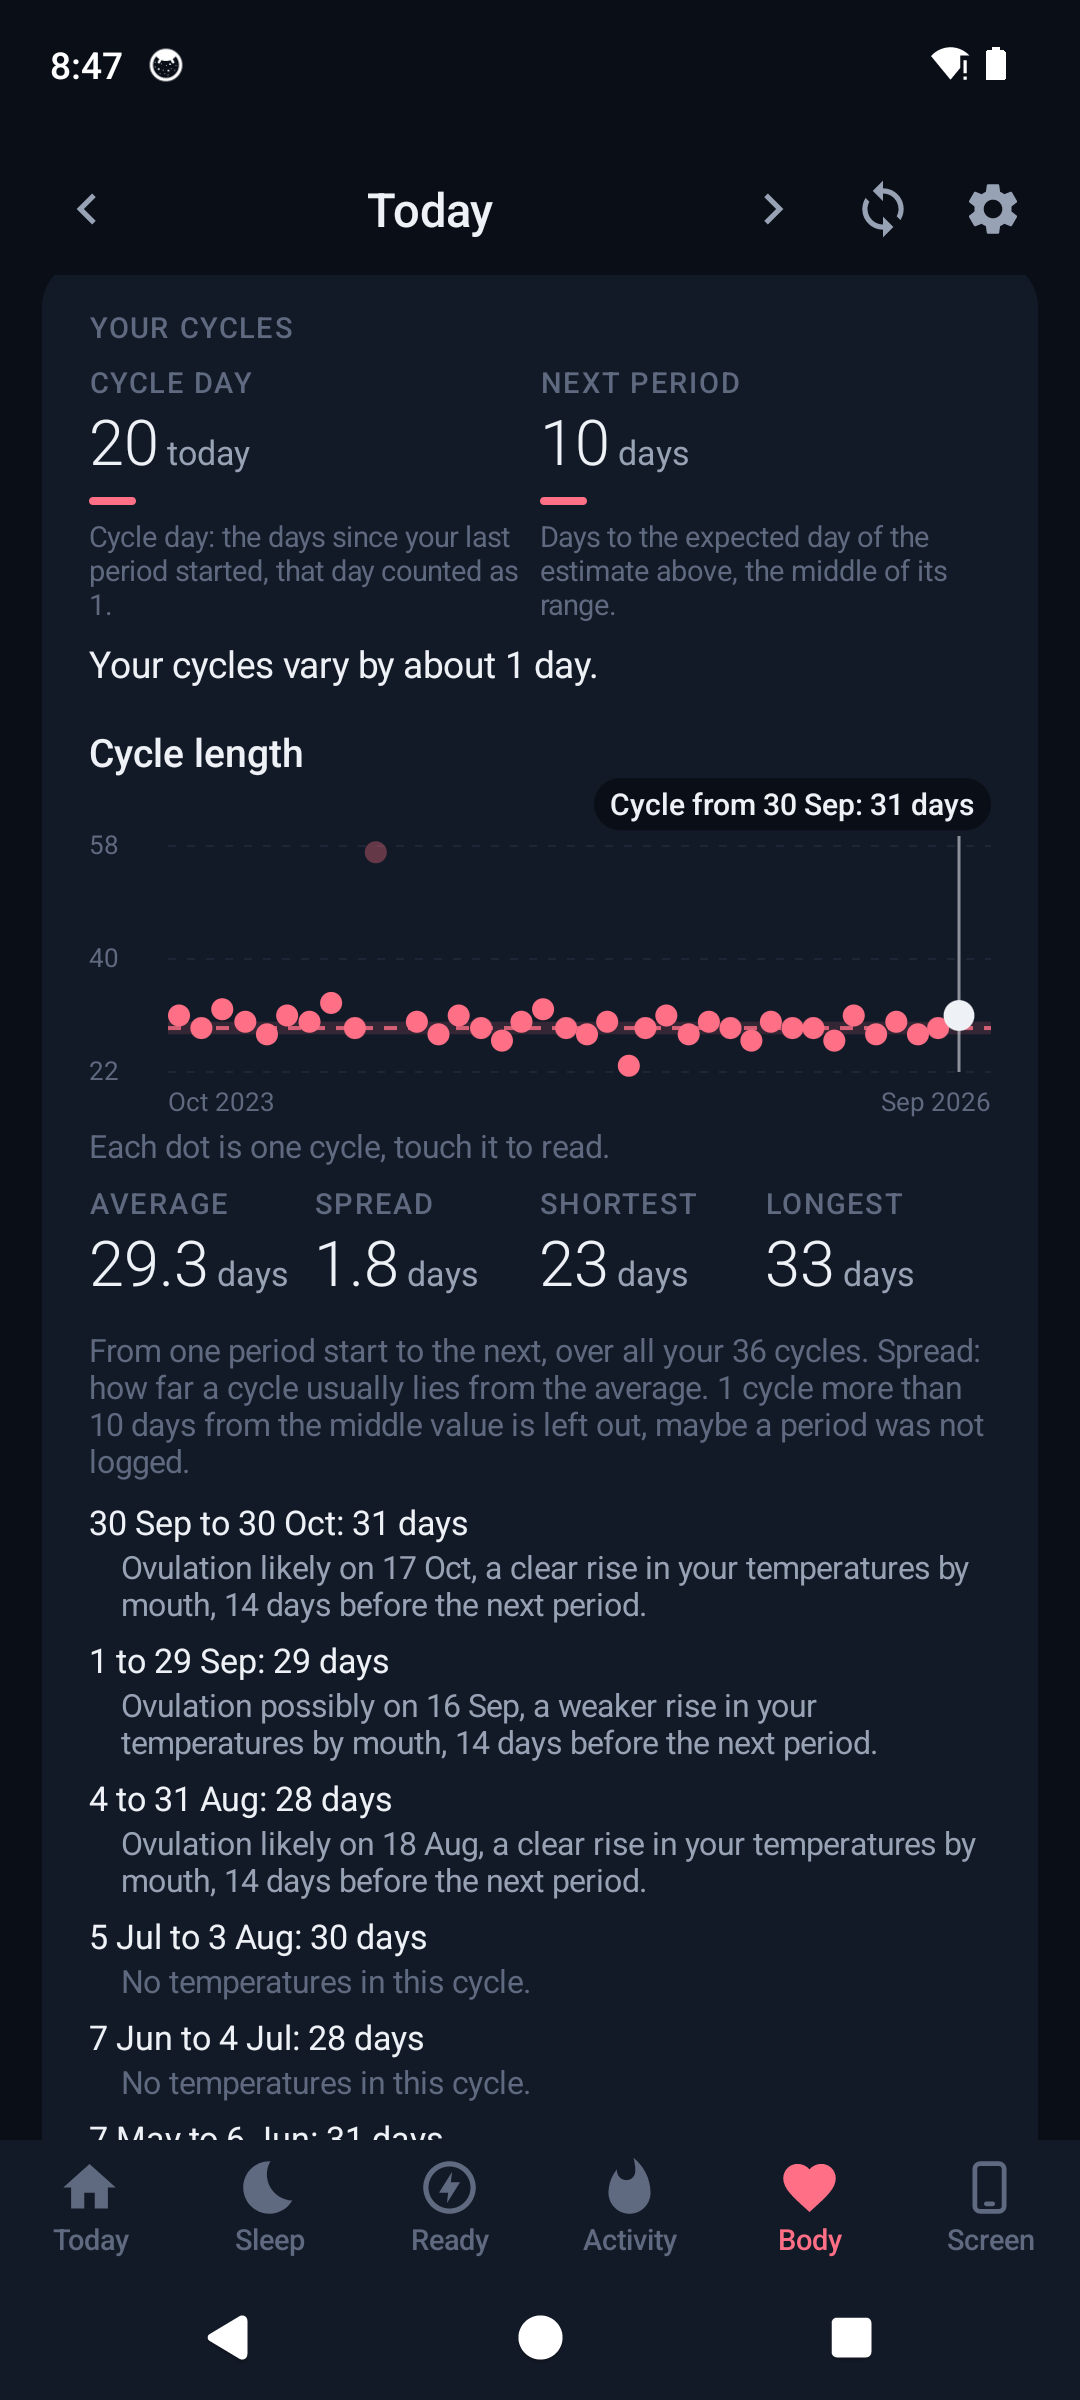 8:47
Today
YOUR CYCLES
CYCLE DAY
NEXT PERIOD
20 today
10 days
Cycle day: the days since your last
period started, that day counted as
1.
Days to the expected day of the
estimate above, the middle of its
range.
Your cycles vary by about 1 day.
Cycle length
Cycle from 30 Sep: 31 days
58
40
22
Oct 2023
Sep 2026
Each dot is one cycle, touch it to read.
AVERAGE
SPREAD
SHORTEST
LONGEST
29.3 days
1.8 days
23 days
33 days
From one period start to the next, over all your 36 cycles. Spread:
how far a cycle usually lies from the average. 1 cycle more than
10 days from the middle value is left out, maybe a period was not
logged.
30 Sep to 30 Oct: 31 days
Ovulation likely on 17 Oct, a clear rise in your temperatures by
mouth, 14 days before the next period.
1 to 29 Sep: 29 days
Ovulation possibly on 16 Sep, a weaker rise in your
temperatures by mouth, 14 days before the next period.
4 to 31 Aug: 28 days
Ovulation likely on 18 Aug, a clear rise in your temperatures by
mouth, 14 days before the next period.
5 Jul to 3 Aug: 30 days
No temperatures in this cycle.
7 Jun to 4 Jul: 28 days
No temperatures in this cycle.
7 May to 6 Jun: 31 days
Today
Sleep
Ready
Activity
Body
Screen